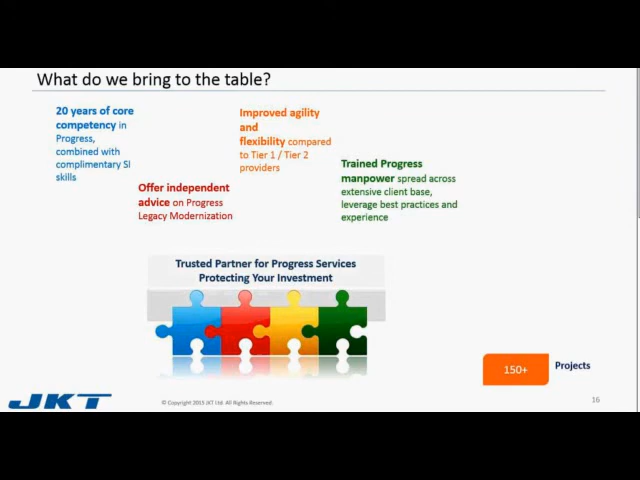 What do we bring to the table?
20 years of core
competency in
Progress,
combined with
complimentary SI
skills
Offer independent
advice on Progress
Legacy Modernization
Improved agility
and
flexibility compared
to Tier 1 / Tier 2
providers
Trained Progress
manpower spread across
extensive client base,
leverage best practices and
experience
Trusted Partner for Progress Services
Protecting Your Investment
150+
Projects
JKT
© Copyright 2015 JKT Ltd. All Rights Reserved.
16